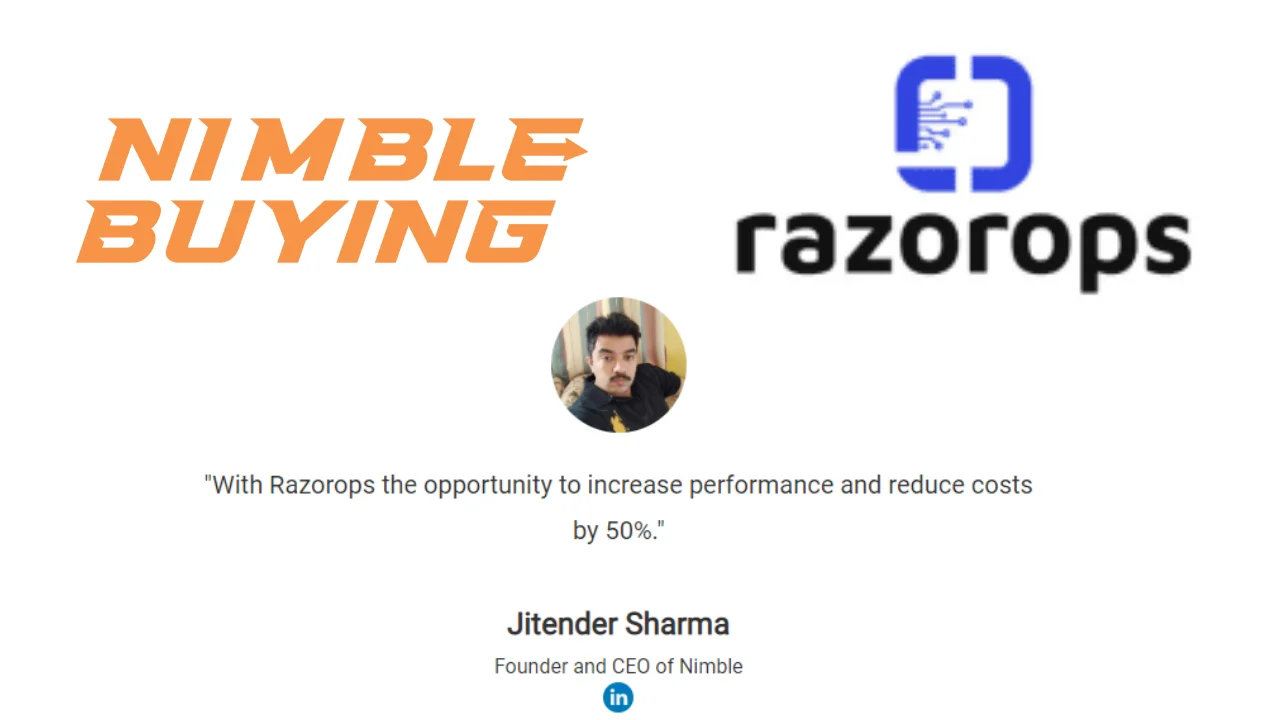 NIMBLE
BUYING
razorops
"With Razorops the opportunity to increase performance and reduce costs
by 50%."
Jitender Sharma
Founder and CEO of Nimble
in